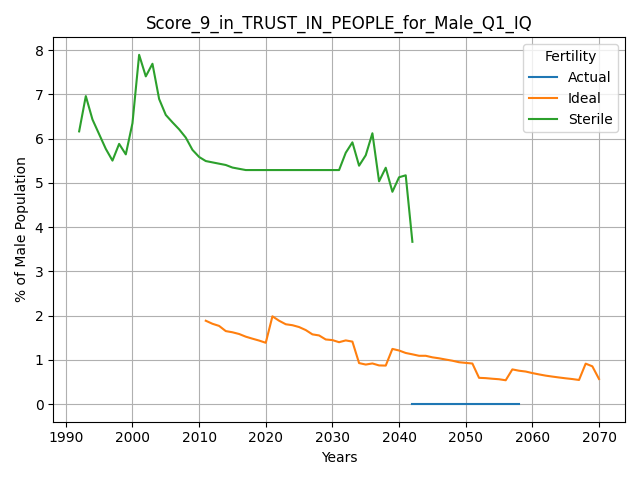 Score_9_in_TRUST_IN_PEOPLE_for_Male_Q1_IQ
Fertility
Actual
Ideal
Sterile
% of Male Population
8
7
6
5
4
3
2
1
0
1990 2000 2010 2020 2030 2040 2050 2060 2070
Years